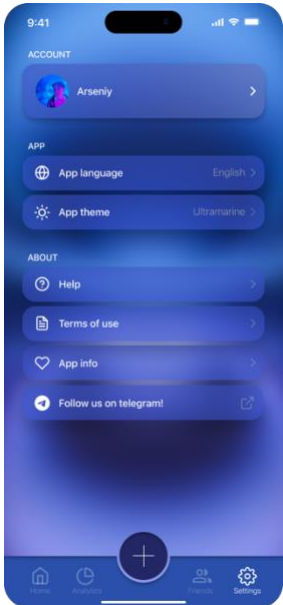 9:41
ACCOUNT
Arseniy
APP
App language English
App theme Ultramarine
ABOUT
Help
Terms of use
App info
Follow us on telegram!
Home Analytics Friends Settings